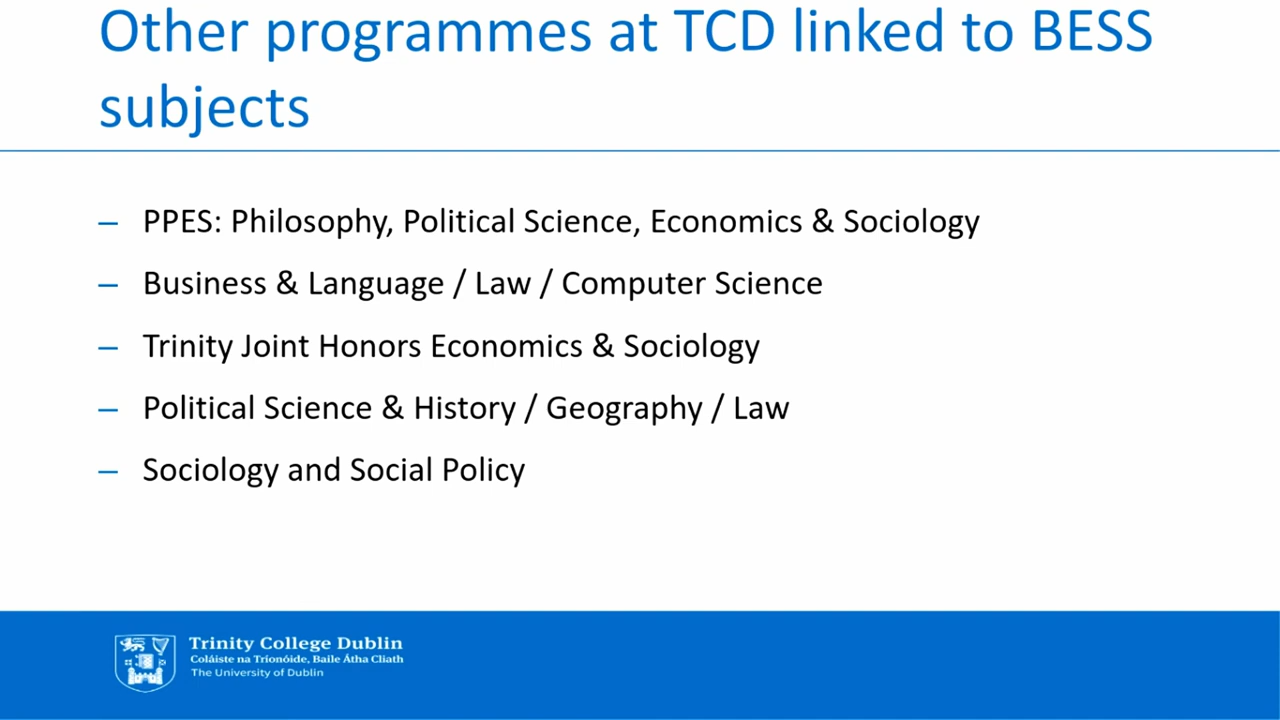 Other programmes at TCD linked to BESS
subjects
– PPES: Philosophy, Political Science, Economics & Sociology
– Business & Language / Law / Computer Science
– Trinity Joint Honors Economics & Sociology
– Political Science & History / Geography / Law
– Sociology and Social Policy
Trinity College Dublin
Coláiste na Tríonóide, Baile Átha Cliath
The University of Dublin